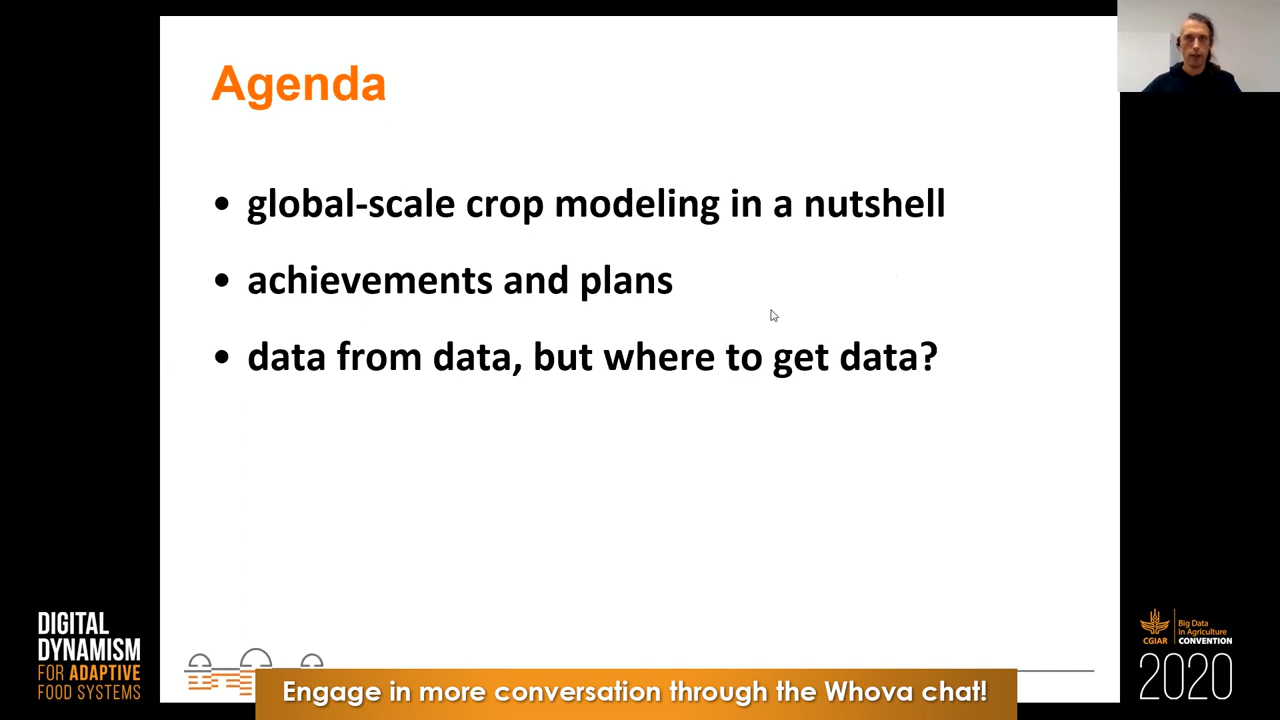 Agenda
• global-scale crop modeling in a nutshell
• achievements and plans
• data from data, but where to get data?
DIGITAL
DYNAMISM
FOR ADAPTIVE
FOOD SYSTEMS
Engage in more conversation through the Whova chat!
CGIAR
Big Data
in Agriculture
CONVENTION
2020